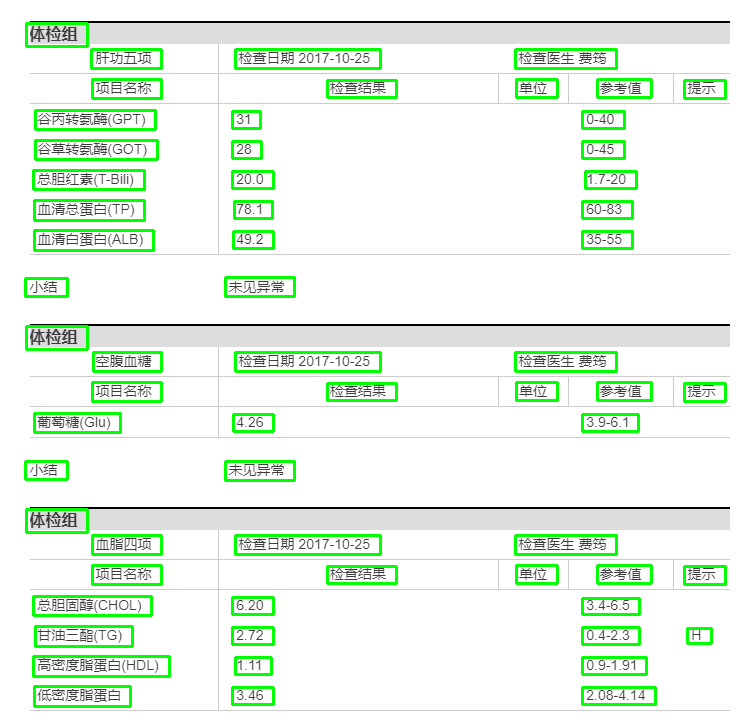 体检组
肝功五项 检查日期 2017-10-25 检查医生 费筠
项目名称 检查结果 单位 参考值 提示
谷丙转氨酶(GPT) 31 0-40
谷草转氨酶(GOT) 28 0-45
总胆红素(T-Bili) 20.0 1.7-20
血清总蛋白(TP) 78.1 60-83
血清白蛋白(ALB) 49.2 35-55
小结 未见异常
体检组
空腹血糖 检查日期 2017-10-25 检查医生 费筠
项目名称 检查结果 单位 参考值 提示
葡萄糖(Glu) 4.26 3.9-6.1
小结 未见异常
体检组
血脂四项 检查日期 2017-10-25 检查医生 费筠
项目名称 检查结果 单位 参考值 提示
总胆固醇(CHOL) 6.20 3.4-6.5
甘油三酯(TG) 2.72 0.4-2.3 H
高密度脂蛋白(HDL) 1.11 0.9-1.91
低密度脂蛋白 3.46 2.08-4.14